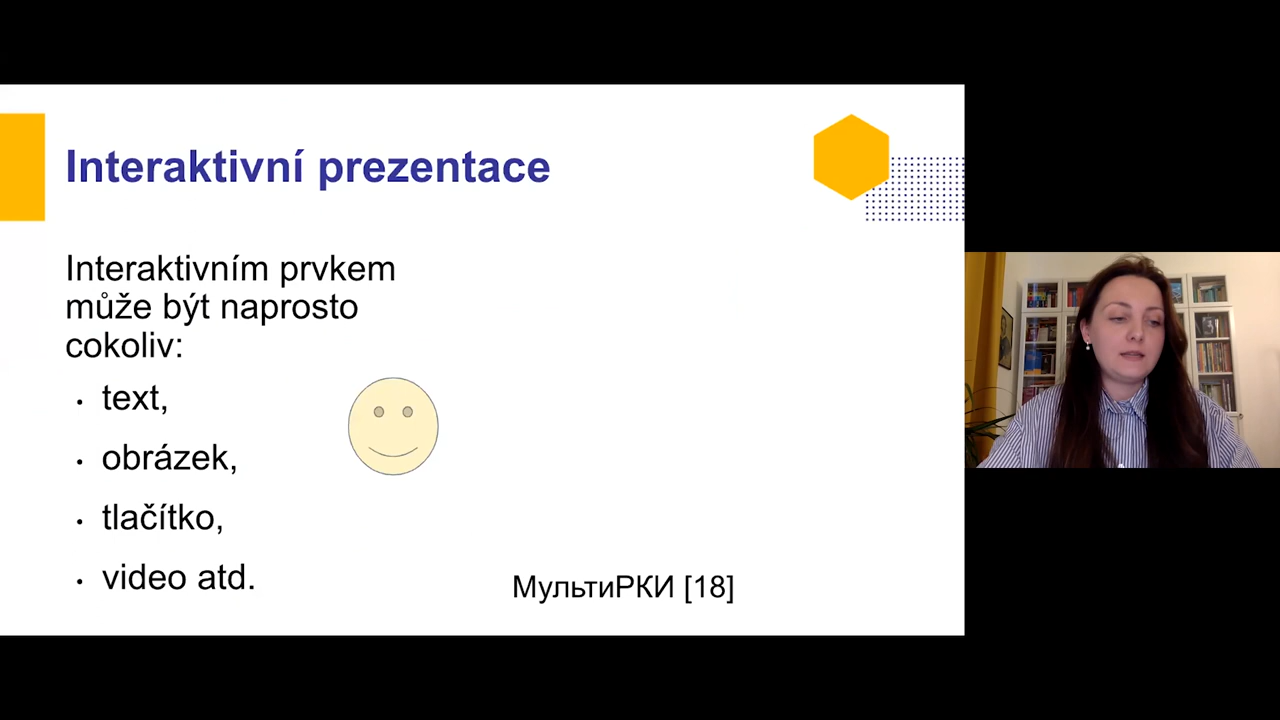 Interaktivní prezentace
Interaktivním prvkem
může být naprosto
cokoliv:
• text,
• obrázek,
• tlačítko,
• video atd.
МультиРКИ [18]